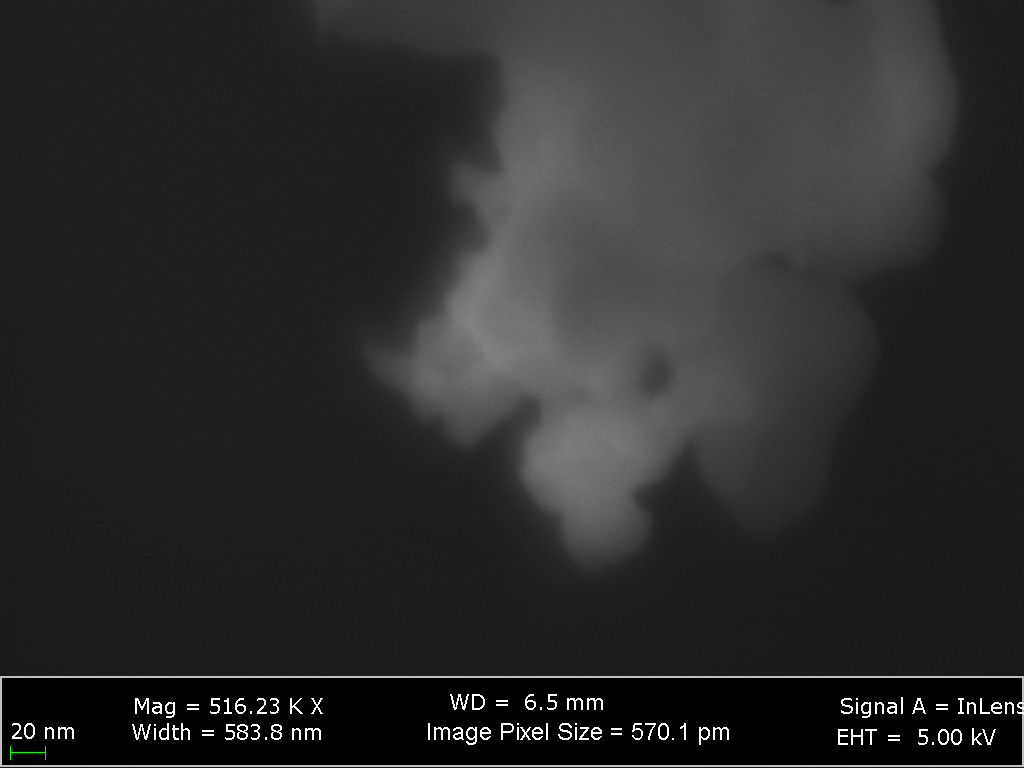 Mag = 516.23 K X
WD = 6.5 mm
Signal A = InLens
20 nm
Width = 583.8 nm
Image Pixel Size = 570.1 pm
EHT = 5.00 kV